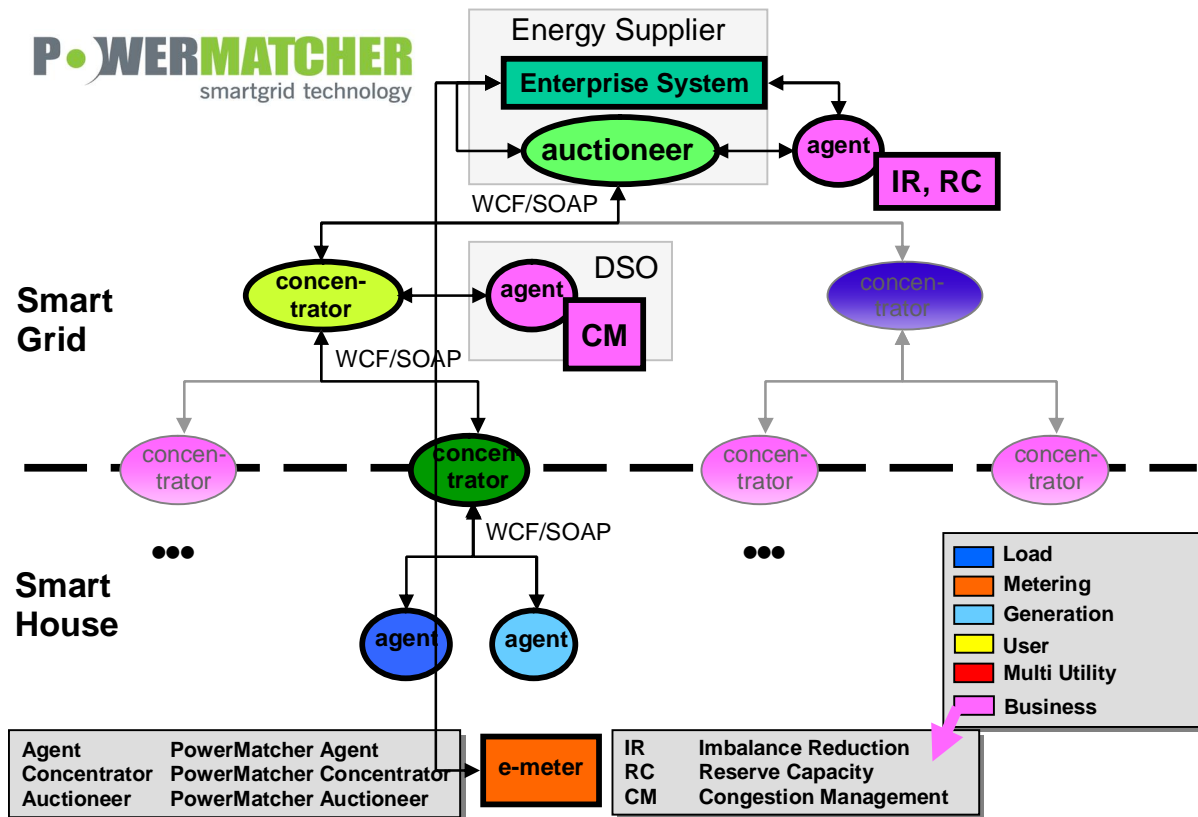 POWERMATCHER
smartgrid technology
Energy Supplier
Enterprise System
auctioneer
agent
IR, RC
WCF/SOAP
concen-
trator
DSO
agent
CM
concen-
trator
Smart
Grid
WCF/SOAP
concen-
trator
concen-
trator
concen-
trator
concen-
trator
WCF/SOAP
•••
•••
Smart
House
agent
agent
Load
Metering
Generation
User
Multi Utility
Business
Agent PowerMatcher Agent
Concentrator PowerMatcher Concentrator
Auctioneer PowerMatcher Auctioneer
e-meter
IR Imbalance Reduction
RC Reserve Capacity
CM Congestion Management